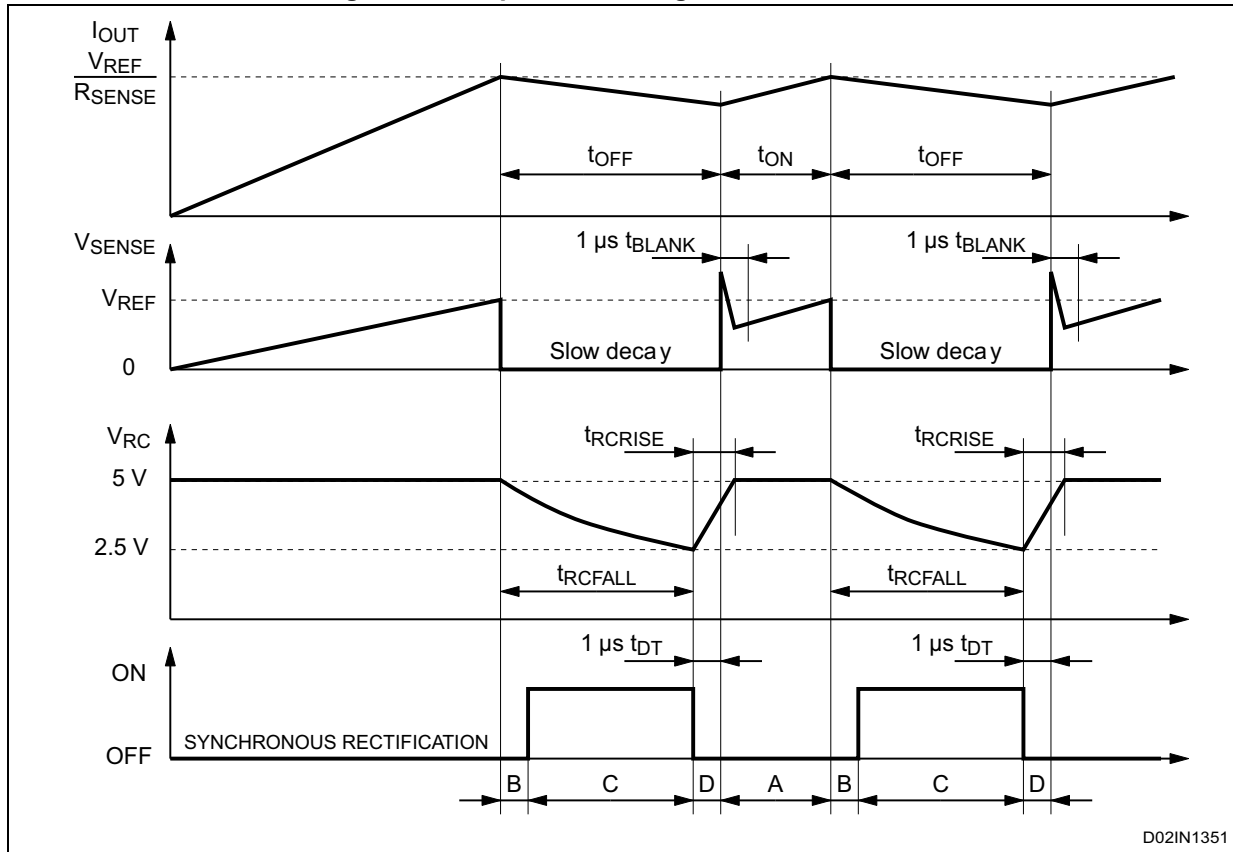 IOUT
VREF
RSENSE
tOFF tON tOFF
VSENSE
1 µs tBLANK 1 µs tBLANK
VREF
Slow decay Slow decay
0
VRC
tRCRISE tRCRISE
5 V
2.5 V
tRCFALL tRCFALL
1 µs tDT 1 µs tDT
ON
SYNCHRONOUS RECTIFICATION
OFF
B C D A B C D
D02IN1351